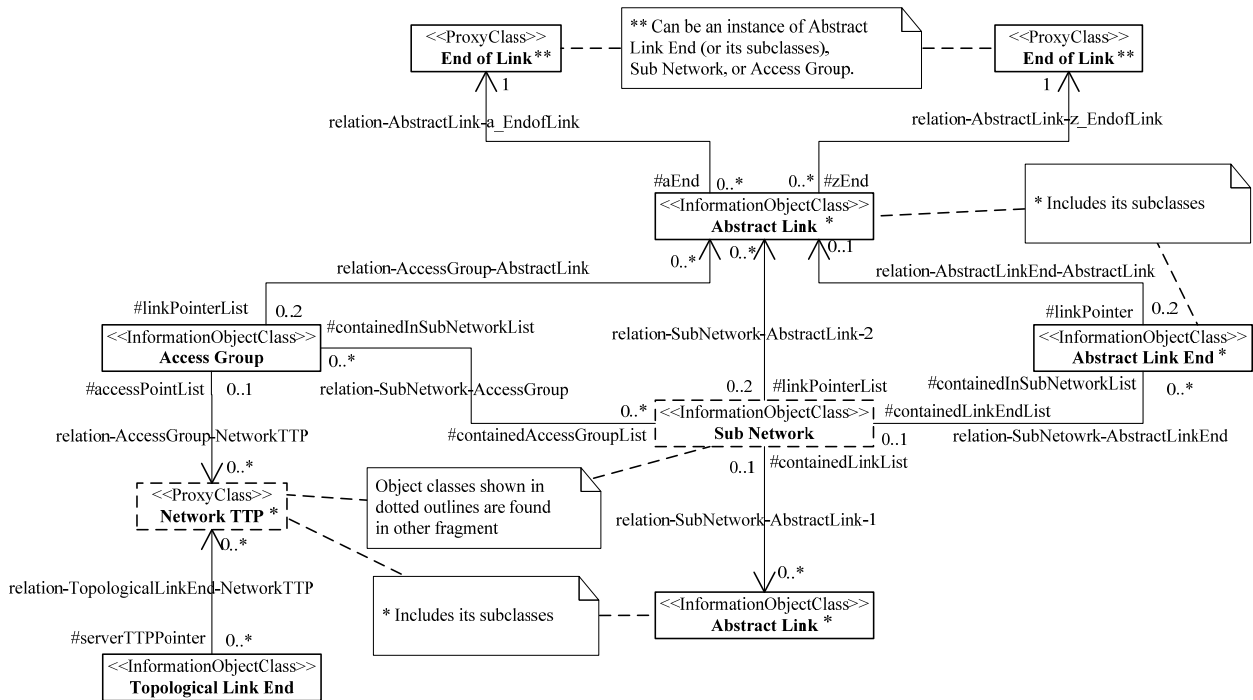 <<ProxyClass>>
End of Link**
** Can be an instance of Abstract
Link End (or its subclasses),
Sub Network, or Access Group.
<<ProxyClass>>
End of Link**
1
1
relation-AbstractLink-a_EndofLink
relation-AbstractLink-z_EndofLink
#aEnd
0..*
0..*
#zEnd
<<InformationObjectClass>>
Abstract Link *
* Includes its subclasses
0..*
0..*
0..1
relation-AccessGroup-AbstractLink
relation-AbstractLinkEnd-AbstractLink
#linkPointerList
0..2
#linkPointer
0..2
<<InformationObjectClass>>
Access Group
#containedInSubNetworkList
0..*
relation-SubNetwork-AbstractLink-2
<<InformationObjectClass>>
Abstract Link End *
#accessPointList
0..1
relation-SubNetwork-AccessGroup
0..2
#linkPointerList
#containedInSubNetworkList
0..*
0..*
#containedAccessGroupList
<<InformationObjectClass>>
Sub Network
#containedLinkEndList
0..1
relation-SubNetowrk-AbstractLinkEnd
relation-AccessGroup-NetworkTTP
0..*
0..1
#containedLinkList
<<ProxyClass>>
Network TTP *
Object classes shown in
dotted outlines are found
in other fragment
relation-SubNetwork-AbstractLink-1
0..*
relation-TopologicalLinkEnd-NetworkTTP
0..*
* Includes its subclasses
<<InformationObjectClass>>
Abstract Link *
#serverTTPPointer
0..*
<<InformationObjectClass>>
Topological Link End